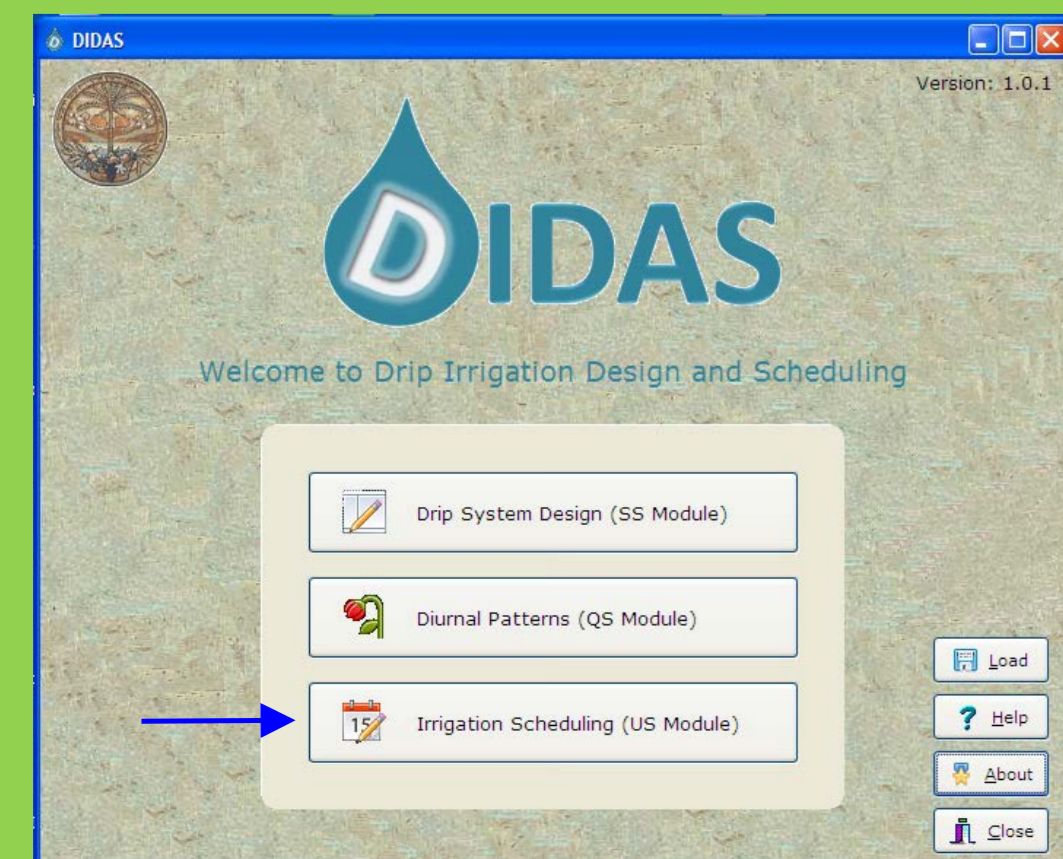 DIDAS
Version: 1.0.1
DIDAS
Welcome to Drip Irrigation Design and Scheduling
Drip System Design (SS Module)
Diurnal Patterns (QS Module)
15
Irrigation Scheduling (US Module)
Load
? Help
About
Close